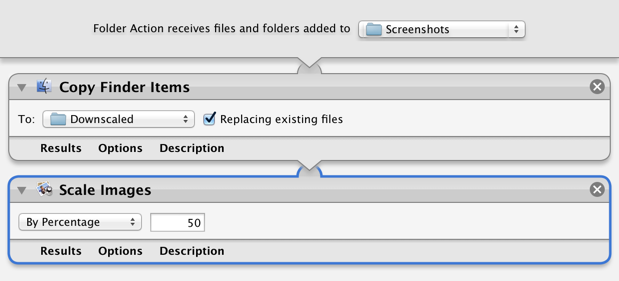 Folder Action receives files and folders added to Screenshots
Copy Finder Items
To: Downscaled Replacing existing files
Results Options Description
Scale Images
By Percentage 50
Results Options Description